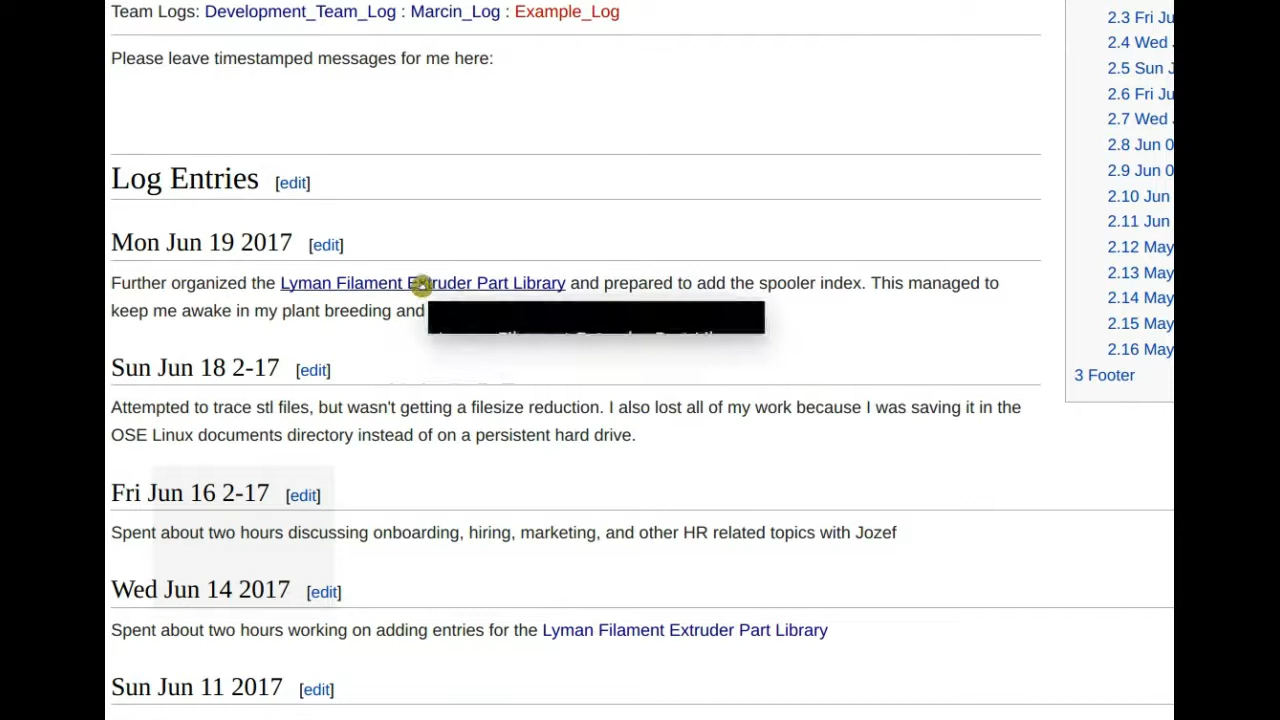 Team Logs: Development_Team_Log : Marcin_Log : Example_Log
Please leave timestamped messages for me here:
Log Entries [edit]
Mon Jun 19 2017 [edit]
Further organized the Lyman Filament Extruder Part Library and prepared to add the spooler index. This managed to
keep me awake in my plant breeding and
Sun Jun 18 2-17 [edit]
Attempted to trace stl files, but wasn't getting a filesize reduction. I also lost all of my work because I was saving it in the
OSE Linux documents directory instead of on a persistent hard drive.
Fri Jun 16 2-17 [edit]
Spent about two hours discussing onboarding, hiring, marketing, and other HR related topics with Jozef
Wed Jun 14 2017 [edit]
Spent about two hours working on adding entries for the Lyman Filament Extruder Part Library
Sun Jun 11 2017 [edit]
2.3 Fri Ju
2.4 Wed
2.5 Sun J
2.6 Fri Ju
2.7 Wed
2.8 Jun 0
2.9 Jun 0
2.10 Jun
2.11 Jun
2.12 May
2.13 May
2.14 May
2.15 May
2.16 May
3 Footer